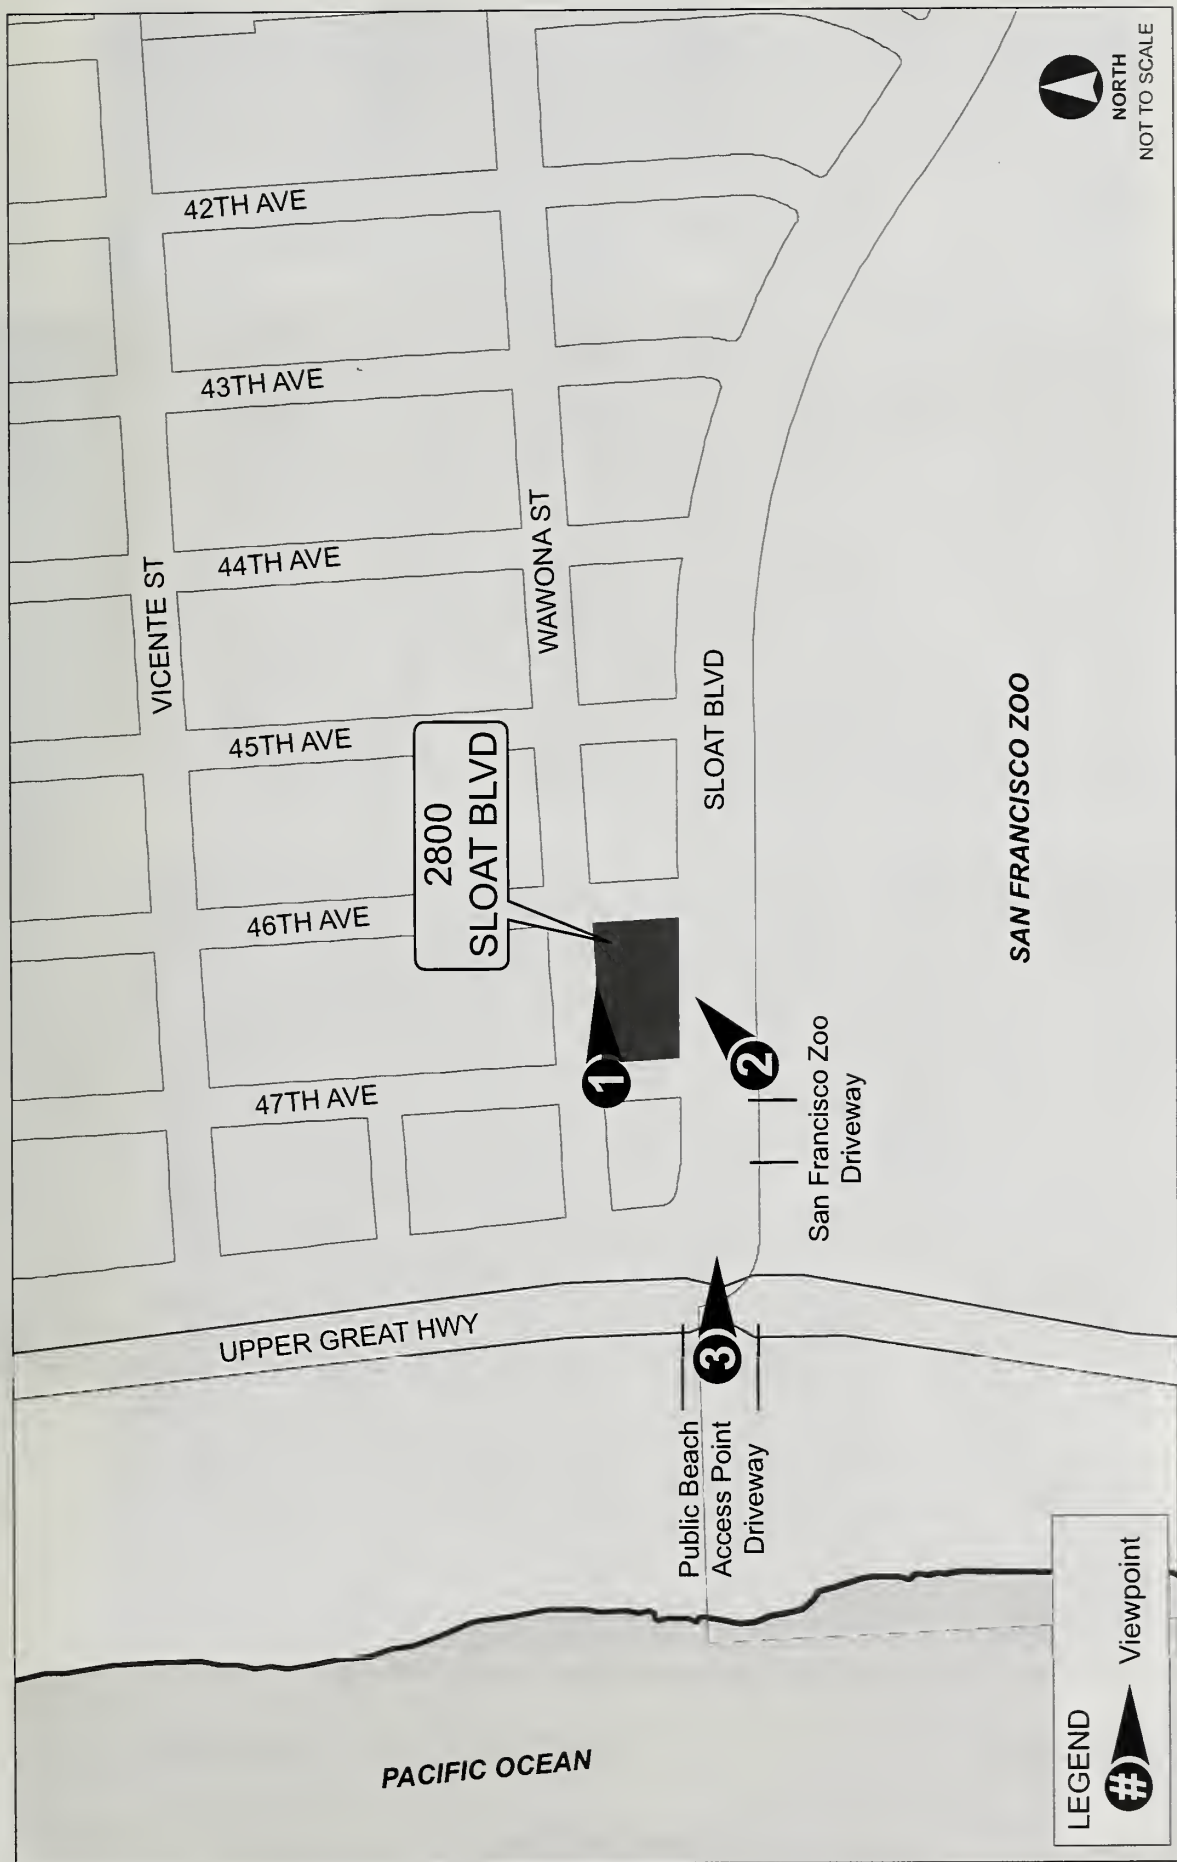 VICENTE ST
42TH AVE
43TH AVE
44TH AVE
45TH AVE
46TH AVE
47TH AVE
WAWONA ST
2800
SLOAT BLVD
UPPER GREAT HWY
SLOAT BLVD
1
2
3
Public Beach
Access Point
Driveway
San Francisco Zoo
Driveway
PACIFIC OCEAN
SAN FRANCISCO ZOO
LEGEND
# Viewpoint
NORTH
NOT TO SCALE